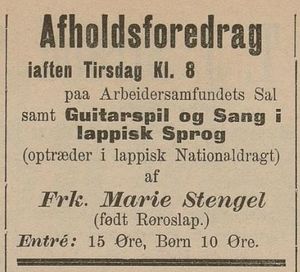 Afholdsforedrag
iaften Tirsdag Kl. 8
paa Arbeidersamfundets Sal
samt Guitarspil og Sang i
lappisk Sprog
(optræder i lappisk Nationaldragt)
af
Frk. Marie Stengel
(født Røroslap.)
Entré: 15 Øre, Børn 10 Øre.